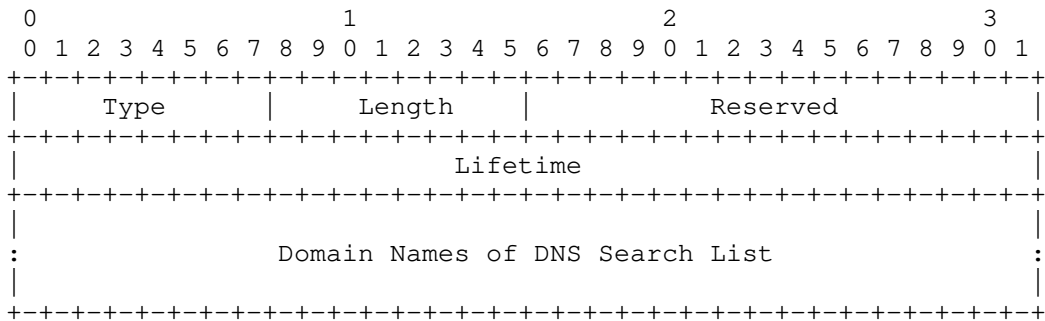 0                   1                   2                   3
 0 1 2 3 4 5 6 7 8 9 0 1 2 3 4 5 6 7 8 9 0 1 2 3 4 5 6 7 8 9 0 1
+-+-+-+-+-+-+-+-+-+-+-+-+-+-+-+-+-+-+-+-+-+-+-+-+-+-+-+-+-+-+-+-+
|     Type      |     Length    |           Reserved            |
+-+-+-+-+-+-+-+-+-+-+-+-+-+-+-+-+-+-+-+-+-+-+-+-+-+-+-+-+-+-+-+-+
|                           Lifetime                            |
+-+-+-+-+-+-+-+-+-+-+-+-+-+-+-+-+-+-+-+-+-+-+-+-+-+-+-+-+-+-+-+-+
|                                                               |
:                Domain Names of DNS Search List                :
|                                                               |
+-+-+-+-+-+-+-+-+-+-+-+-+-+-+-+-+-+-+-+-+-+-+-+-+-+-+-+-+-+-+-+-+